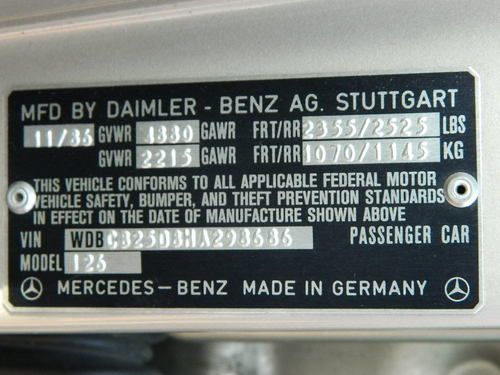 MFD BY DAIMLER - BENZ AG. STUTTGART
11/86 GVWR 4880 GAWR FRT/RR 2355/2525 LBS
GVWR 2215 GAWR FRT/RR 1070/1145 KG
THIS VEHICLE CONFORMS TO ALL APPLICABLE FEDERAL MOTOR
VEHICLE SAFETY, BUMPER, AND THEFT PREVENTION STANDARDS
IN EFFECT ON THE DATE OF MANUFACTURE SHOWN ABOVE
VIN WDBCB25D3HA298686 PASSENGER CAR
MODEL 126
MERCEDES-BENZ MADE IN GERMANY